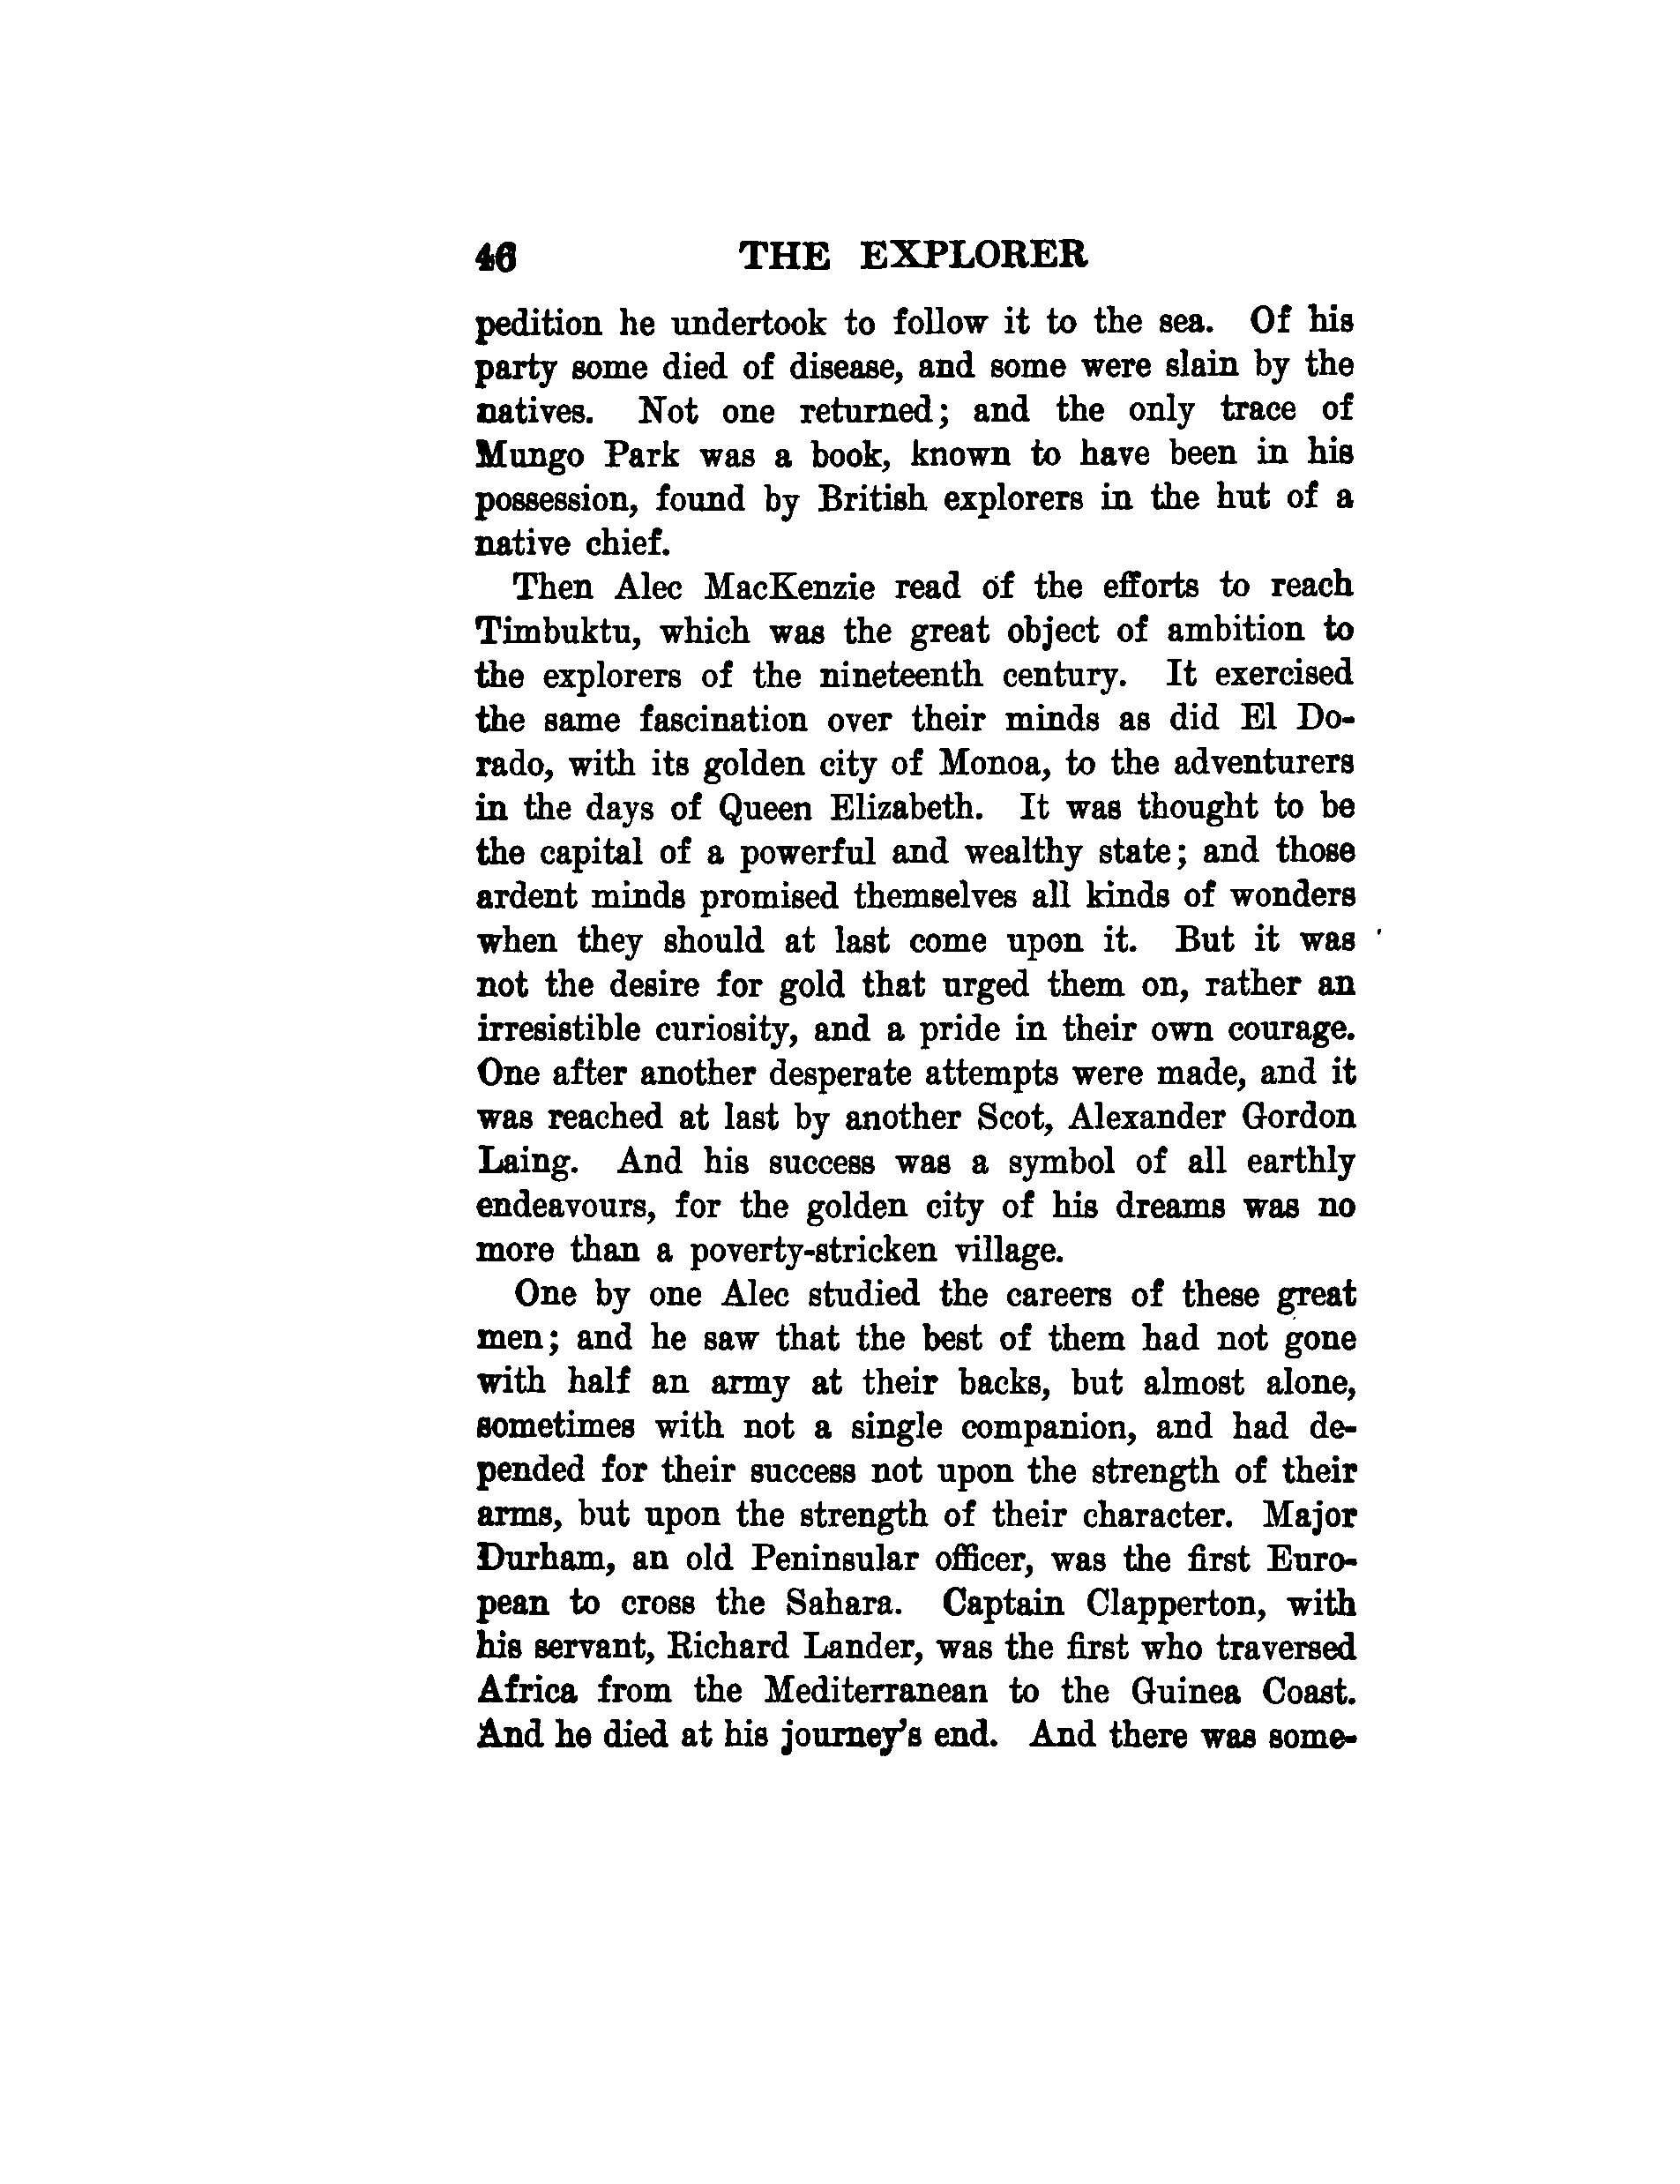 46 THE EXPLORER
pedition he undertook to follow it to the sea. Of his
party some died of disease, and some were slain by the
natives. Not one returned; and the only trace of
Mungo Park was a book, known to have been in his
possession, found by British explorers in the hut of a
native chief.
Then Alec MacKenzie read of the efforts to reach
Timbuktu, which was the great object of ambition to
the explorers of the nineteenth century. It exercised
the same fascination over their minds as did El Do-
rado, with its golden city of Monoa, to the adventurers
in the days of Queen Elizabeth. It was thought to be
the capital of a powerful and wealthy state; and those
ardent minds promised themselves all kinds of wonders
when they should at last come upon it. But it was
not the desire for gold that urged them on, rather an
irresistible curiosity, and a pride in their own courage.
One after another desperate attempts were made, and it
was reached at last by another Scot, Alexander Gordon
Laing. And his success was a symbol of all earthly
endeavours, for the golden city of his dreams was no
more than a poverty-stricken village.
One by one Alec studied the careers of these great
men; and he saw that the best of them had not gone
with half an army at their backs, but almost alone,
sometimes with not a single companion, and had de-
pended for their success not upon the strength of their
arms, but upon the strength of their character. Major
Durham, an old Peninsular officer, was the first Euro-
pean to cross the Sahara. Captain Clapperton, with
his servant, Richard Lander, was the first who traversed
Africa from the Mediterranean to the Guinea Coast.
And he died at his journey's end. And there was some-